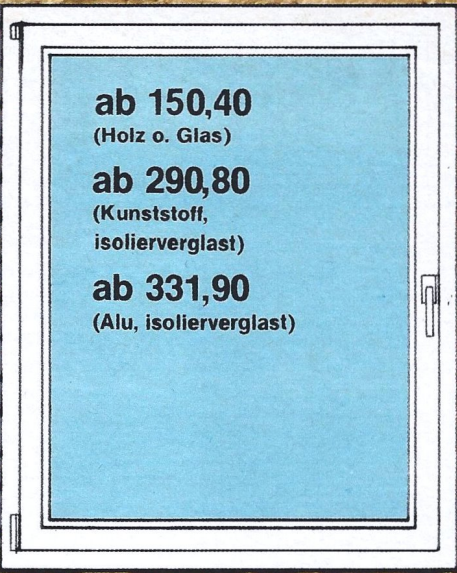 ab 150,40
(Holz o. Glas)
ab 290,80
(Kunststoff,
isolierverglast)
ab 331,90
(Alu, isolierverglast)